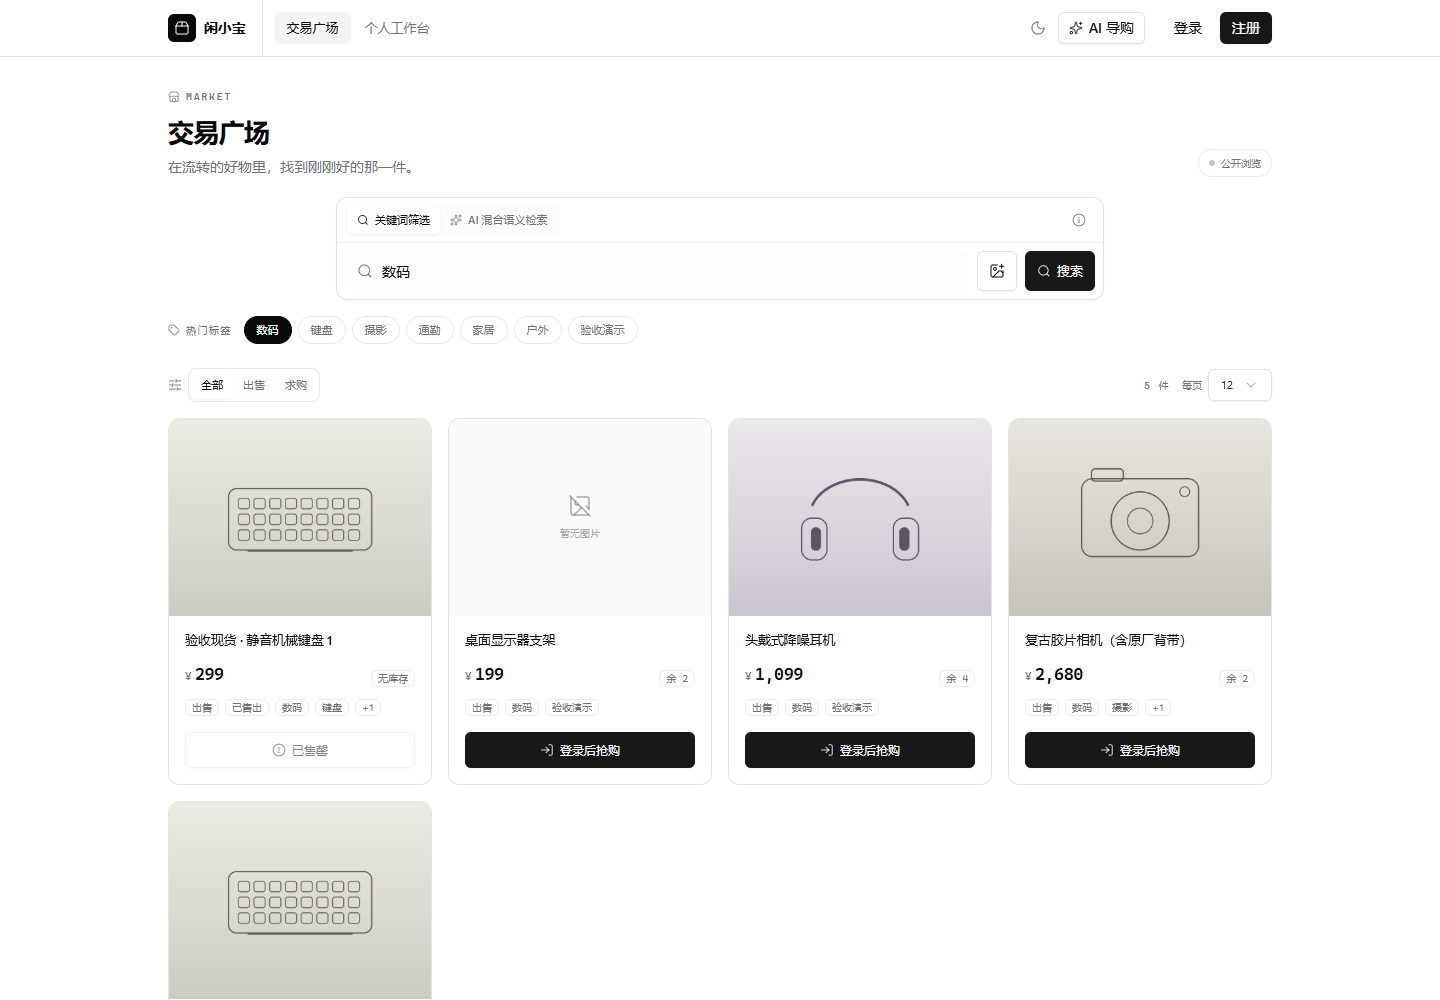 闲小宝 交易广场 个人工作台 AI 导购 登录 注册
MARKET
交易广场
在流转的好物里，找到刚刚好的那一件。
公开浏览
关键词筛选 AI 混合语义检索
数码 搜索
热门标签 数码 键盘 摄影 通勤 家居 户外 验收演示
全部 出售 求购 5 件 每页 12
暂无图片
验收现货 · 静音机械键盘 1
¥ 299 无库存
出售 已售出 数码 键盘 +1
已售罄
桌面显示器支架
¥ 199 余 2
出售 数码 验收演示
登录后抢购
头戴式降噪耳机
¥ 1,099 余 4
出售 数码 验收演示
登录后抢购
复古胶片相机（含原厂背带）
¥ 2,680 余 2
出售 数码 摄影 +1
登录后抢购